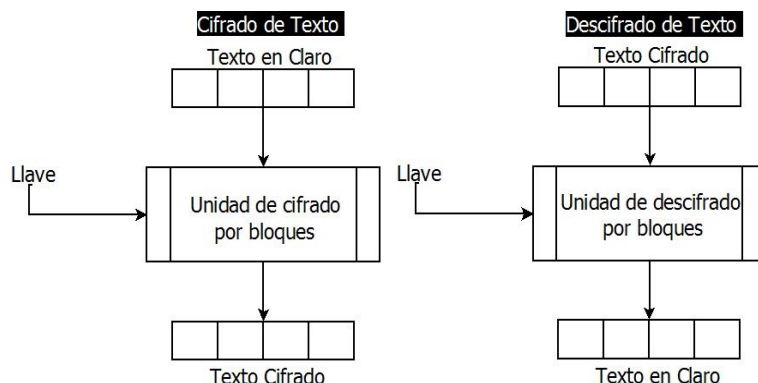 Cifrado de Texto
Texto en Claro
Llave
Unidad de cifrado
por bloques
Texto Cifrado
Descifrado de Texto
Texto Cifrado
Llave
Unidad de descifrado
por bloques
Texto en Claro